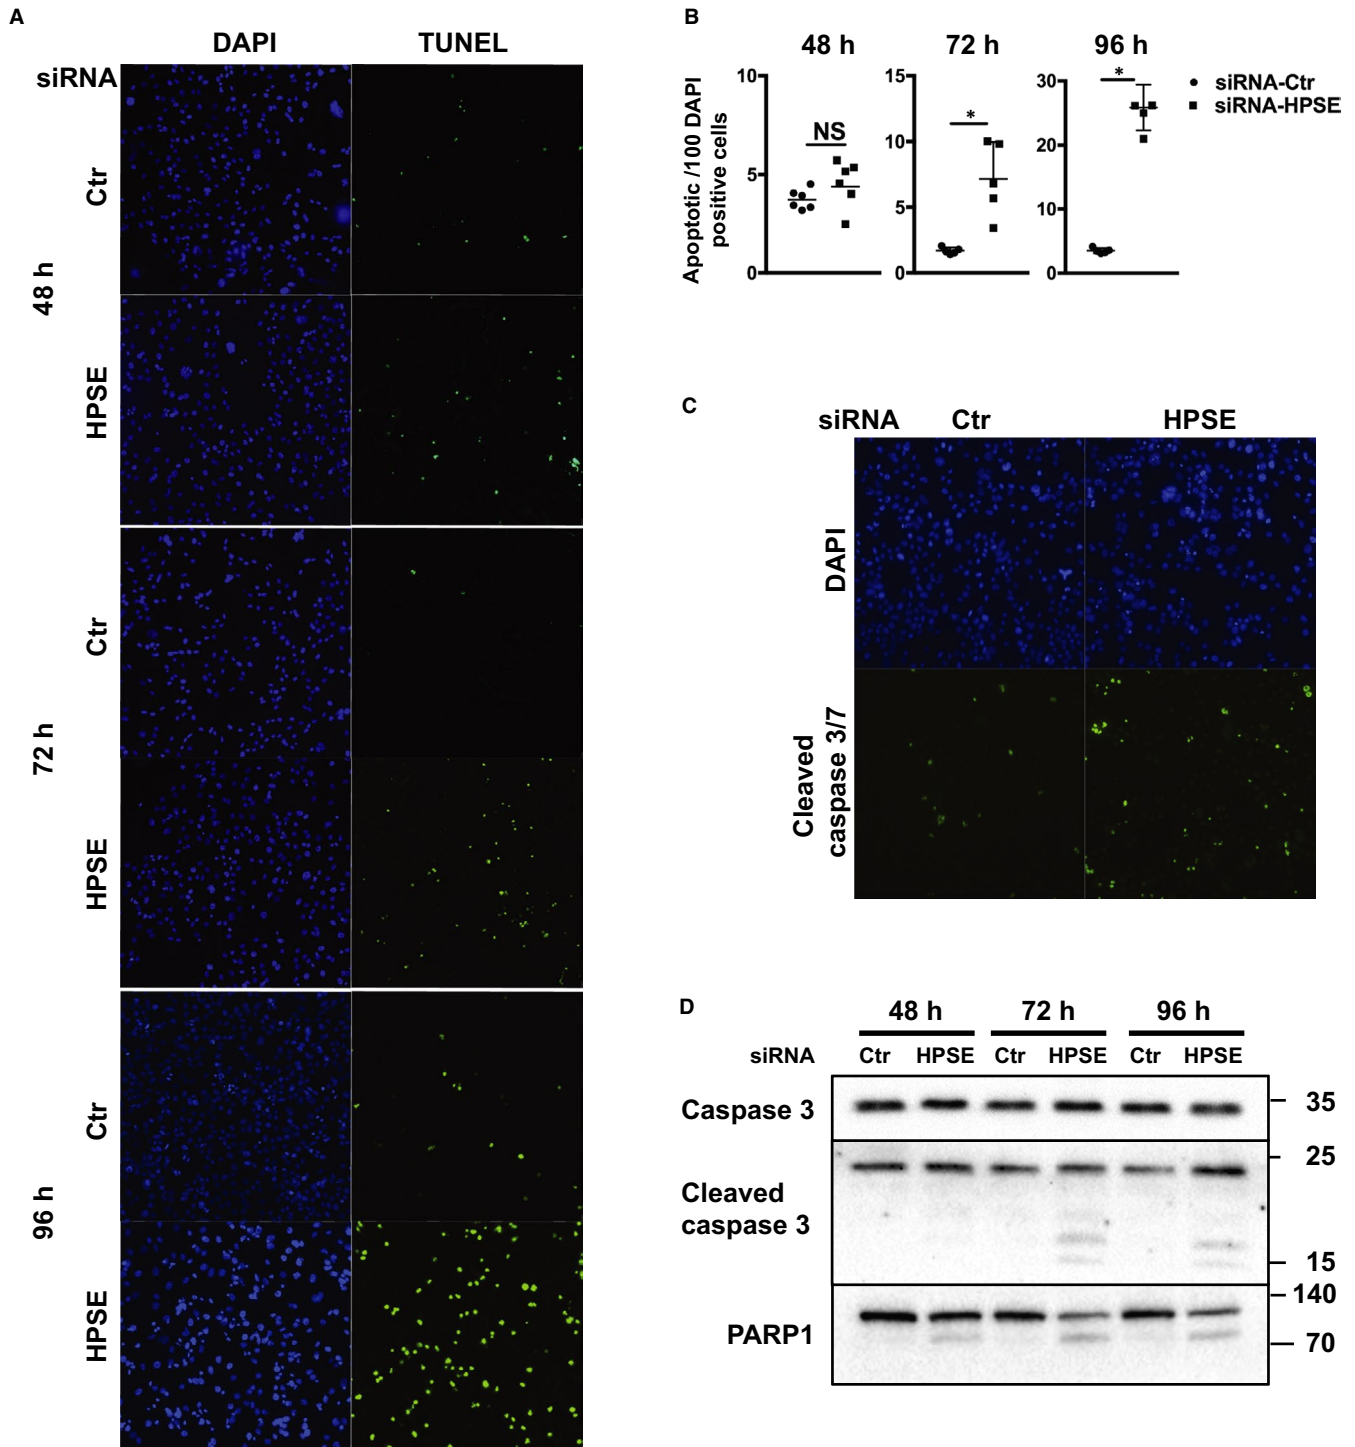 A
DAPI TUNEL
siRNA
Ctr
48 h
HPSE
Ctr
72 h
HPSE
Ctr
96 h
HPSE
B
48 h 72 h 96 h
Apoptotic /100 DAPI
positive cells
10
5
0
NS
15
10
5
0
*
30
20
10
0
*
siRNA-Ctr
siRNA-HPSE
C
siRNA Ctr HPSE
DAPI
Cleaved
caspase 3/7
D
48 h 72 h 96 h
siRNA Ctr HPSE Ctr HPSE Ctr HPSE
Caspase 3 35
25
Cleaved
caspase 3
15
140
PARP1
70